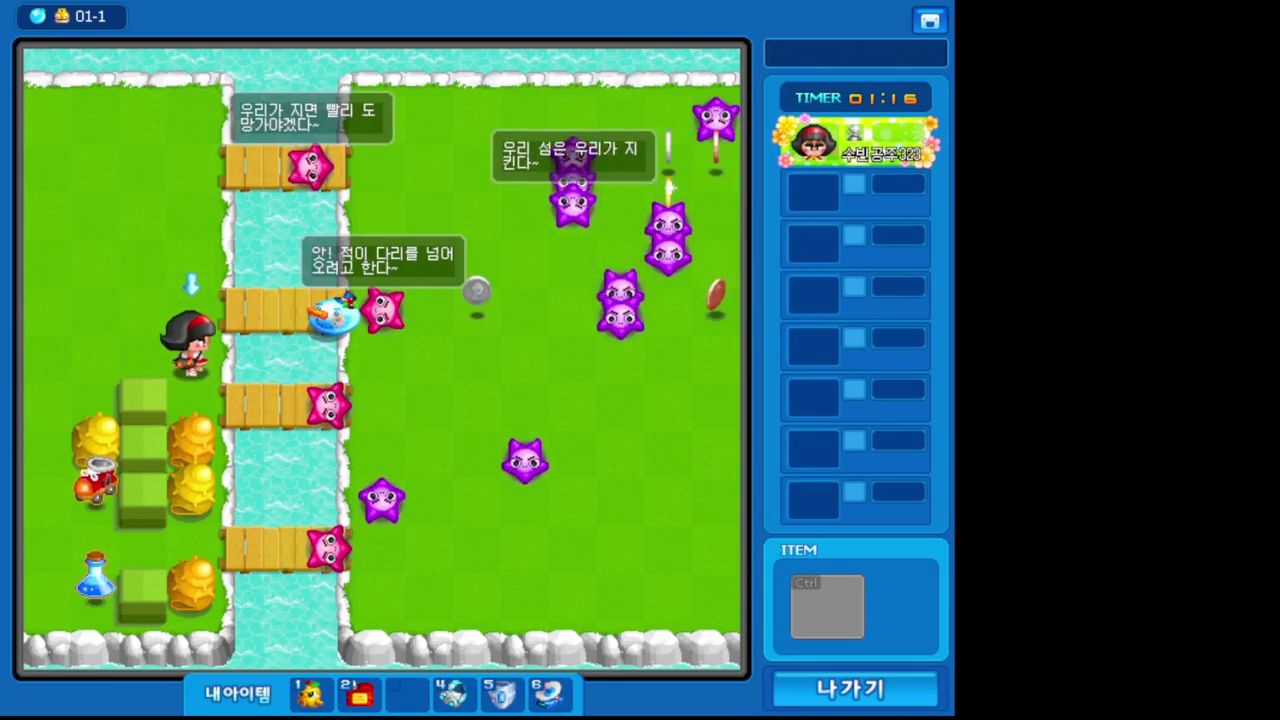 01-1
우리가 지면 빨리 도
망가야겠다~
우리 섬은 우리가 지
킨다~
앗! 적이 다리를 넘어
오려고 한다~
TIMER 01:16
수빈공주323
ITEM
Ctrl
내아이템
1
2
4
5
6
나가기